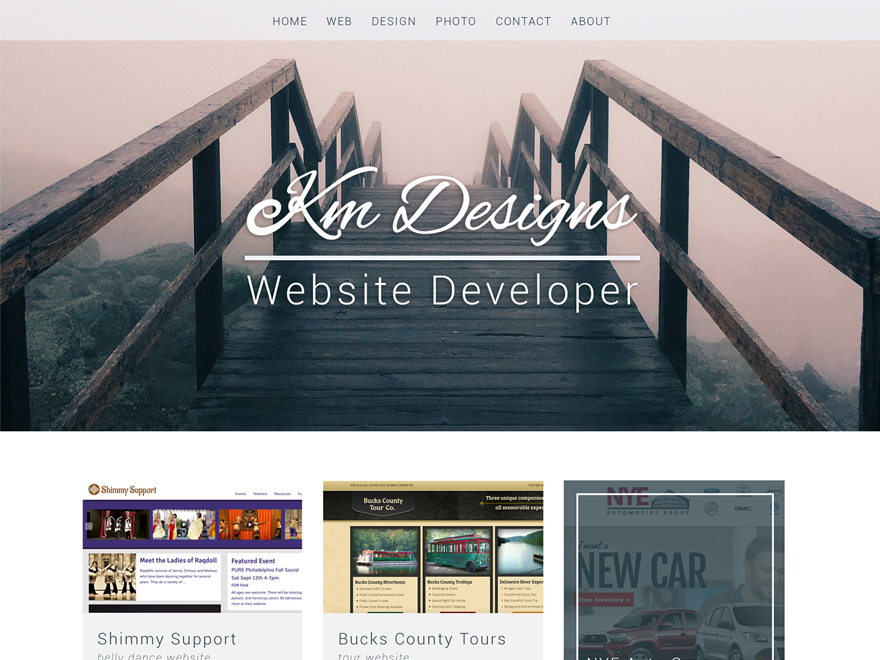 HOME WEB DESIGN PHOTO CONTACT ABOUT
Km Designs
Website Developer
Shimmy Support
Events Teachers Resources
Meet the Ladies of Raqdoll
Featured Event
PURE Philadelphia Fall Social
Sat Sept 12th 4-7pm
FDR Park
Bucks County
Tour Co.
Three unique companies
all memorable
Bucks County Riverboats
Bucks County Trolleys
Delaware River
NYE
AUTOMOTIVE GROUP
GMC
I want a
NEW CAR
View Inventory
Shimmy Support
belly dance website
Bucks County Tours
tour website